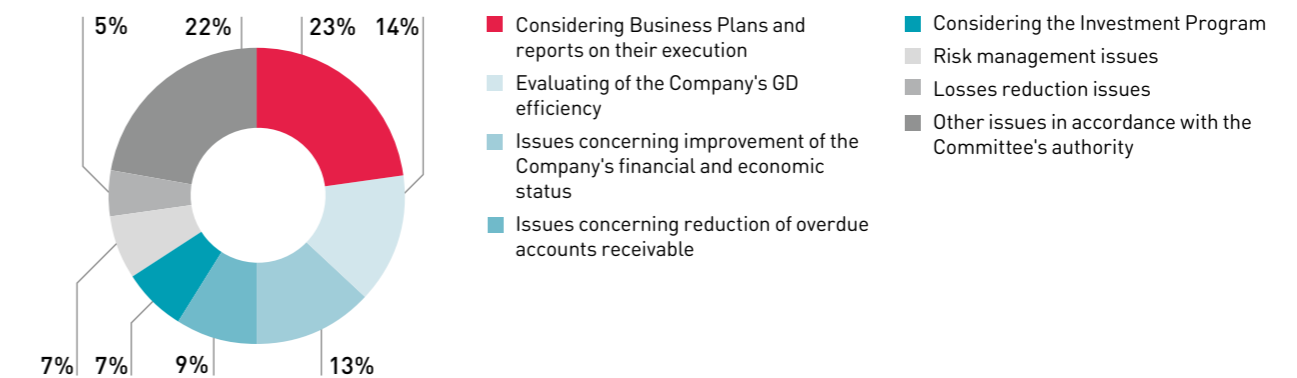 5%
22%
23%
14%
7%
7%
9%
13%
Considering Business Plans and
reports on their execution
Evaluating of the Company's GD
efficiency
Issues concerning improvement of the
Company's financial and economic
status
Issues concerning reduction of overdue
accounts receivable
Considering the Investment Program
Risk management issues
Losses reduction issues
Other issues in accordance with the
Committee's authority